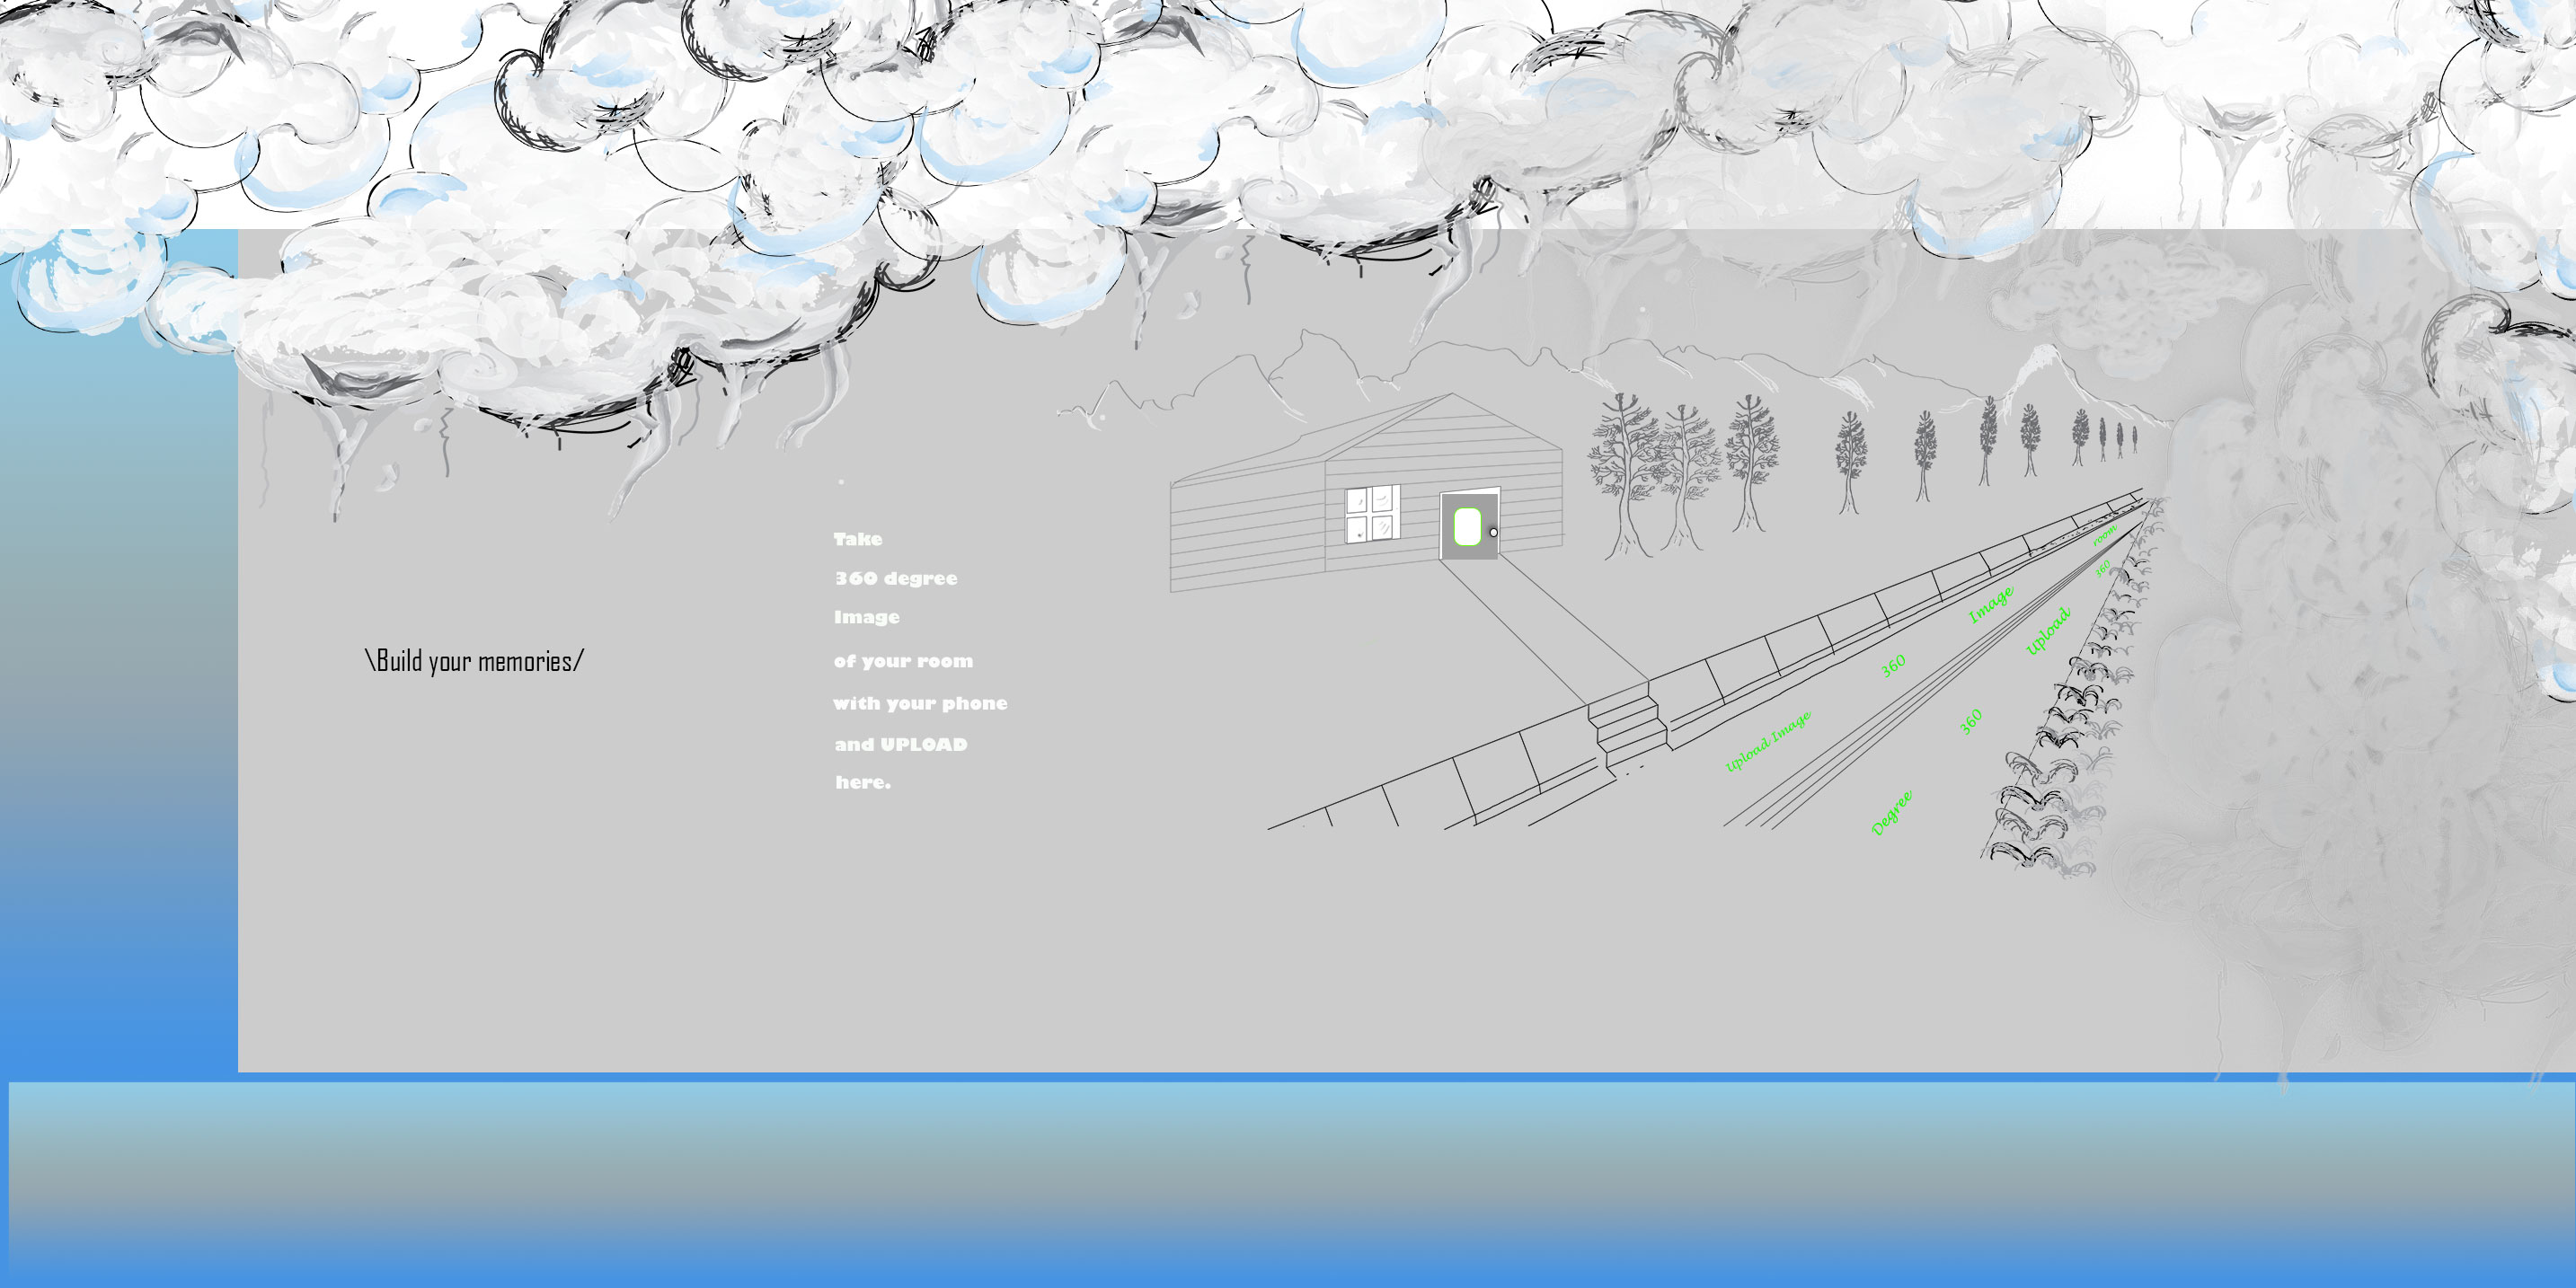 \Build your memories/
Take
360 degree
Image
of your room
with your phone
and UPLOAD
here.
room
360
Image
Upload
360
360
Upload Image
Degree